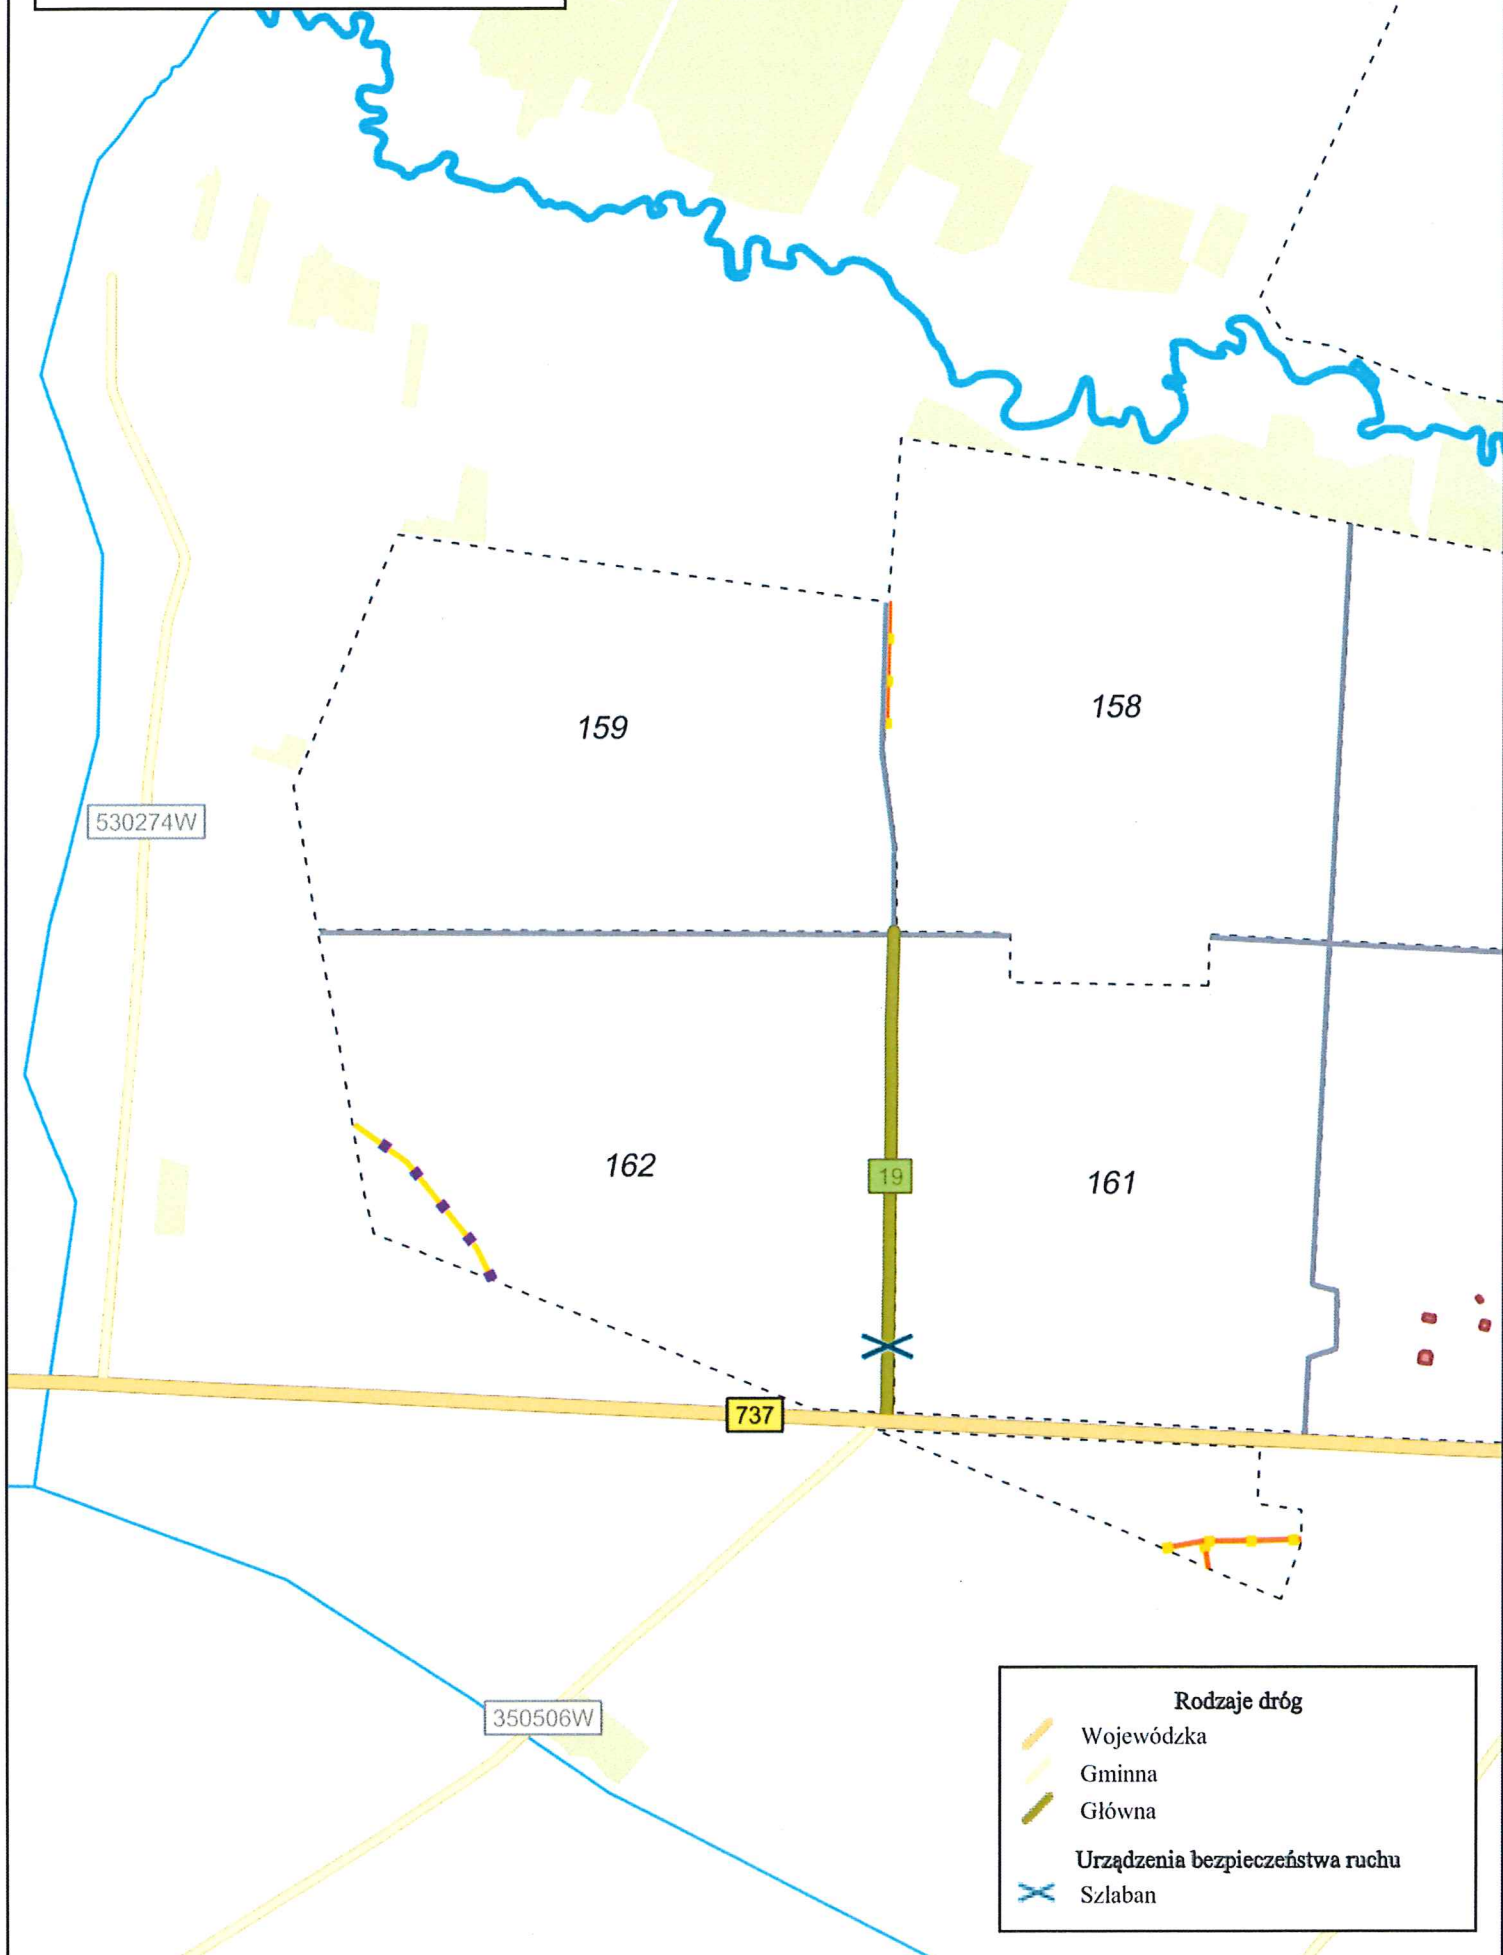 158
159
530274W
162
19
161
737
350506W
Rodzaje dróg
Wojewódzka
Gminna
Główna
Urządzenia bezpieczeństwa ruchu
Szlaban